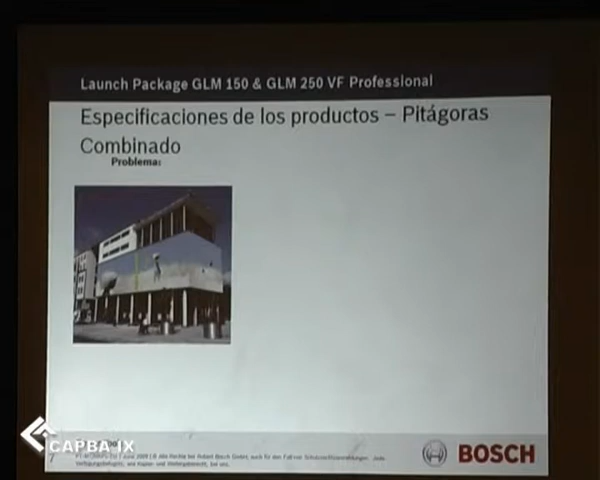 Launch Package GLM 150 & GLM 250 VF Professional
Especificaciones de los productos – Pitágoras
Combinado
Problema:
CAPBA IX
BOSCH